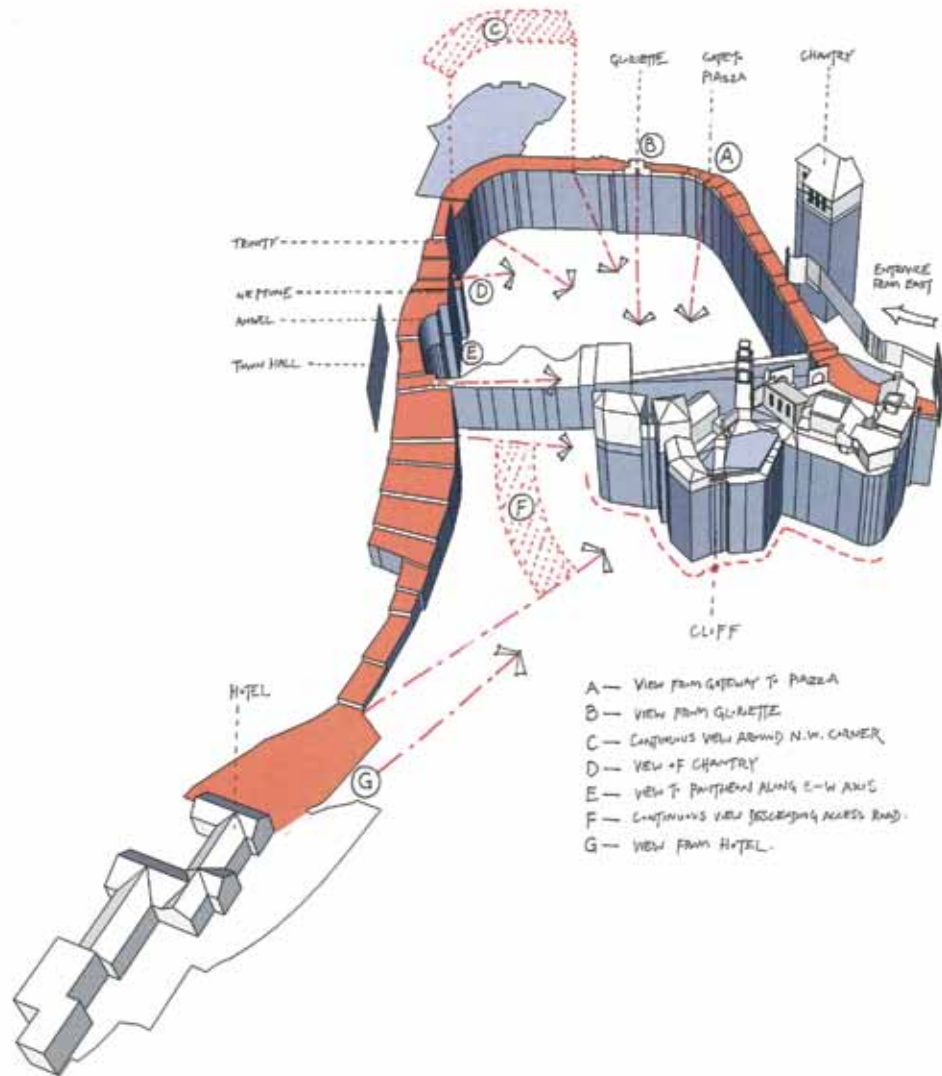 C
GLORIETTE
GATE TO
PIAZZA
CHANTRY
B
A
TRINITY
NEPTUNE
D
ENTRANCE
FROM EAST
ANGEL
E
TOWN HALL
F
CLIFF
HOTEL
G
A — VIEW FROM GATEWAY TO PIAZZA
B — VIEW FROM GLORIETTE
C — CONTINUOUS VIEW AROUND N.W. CORNER
D — VIEW OF CHANTRY
E — VIEW TO PANTHEON ALONG E-W AXIS
F — CONTINUOUS VIEW DESCENDING ACCESS ROAD.
G — VIEW FROM HOTEL.